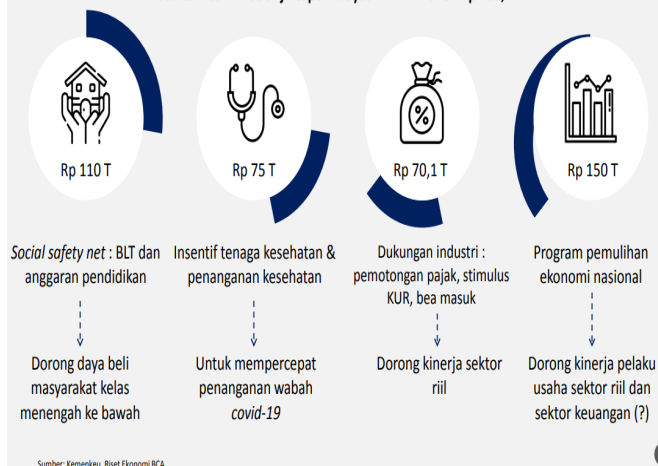 Rp 110 T
Rp 75 T
%
Rp 70,1 T
Rp 150 T
Social safety net : BLT dan
anggaran pendidikan
Insentif tenaga kesehatan &
penanganan kesehatan
Dukungan industri :
pemotongan pajak, stimulus
KUR, bea masuk
Program pemulihan
ekonomi nasional
Dorong daya beli
masyarakat kelas
menengah ke bawah
Untuk mempercepat
penanganan wabah
covid-19
Dorong kinerja sektor
riil
Dorong kinerja pelaku
usaha sektor riil dan
sektor keuangan (?)
Sumber: Kemenkeu, Riset Ekonomi BCA